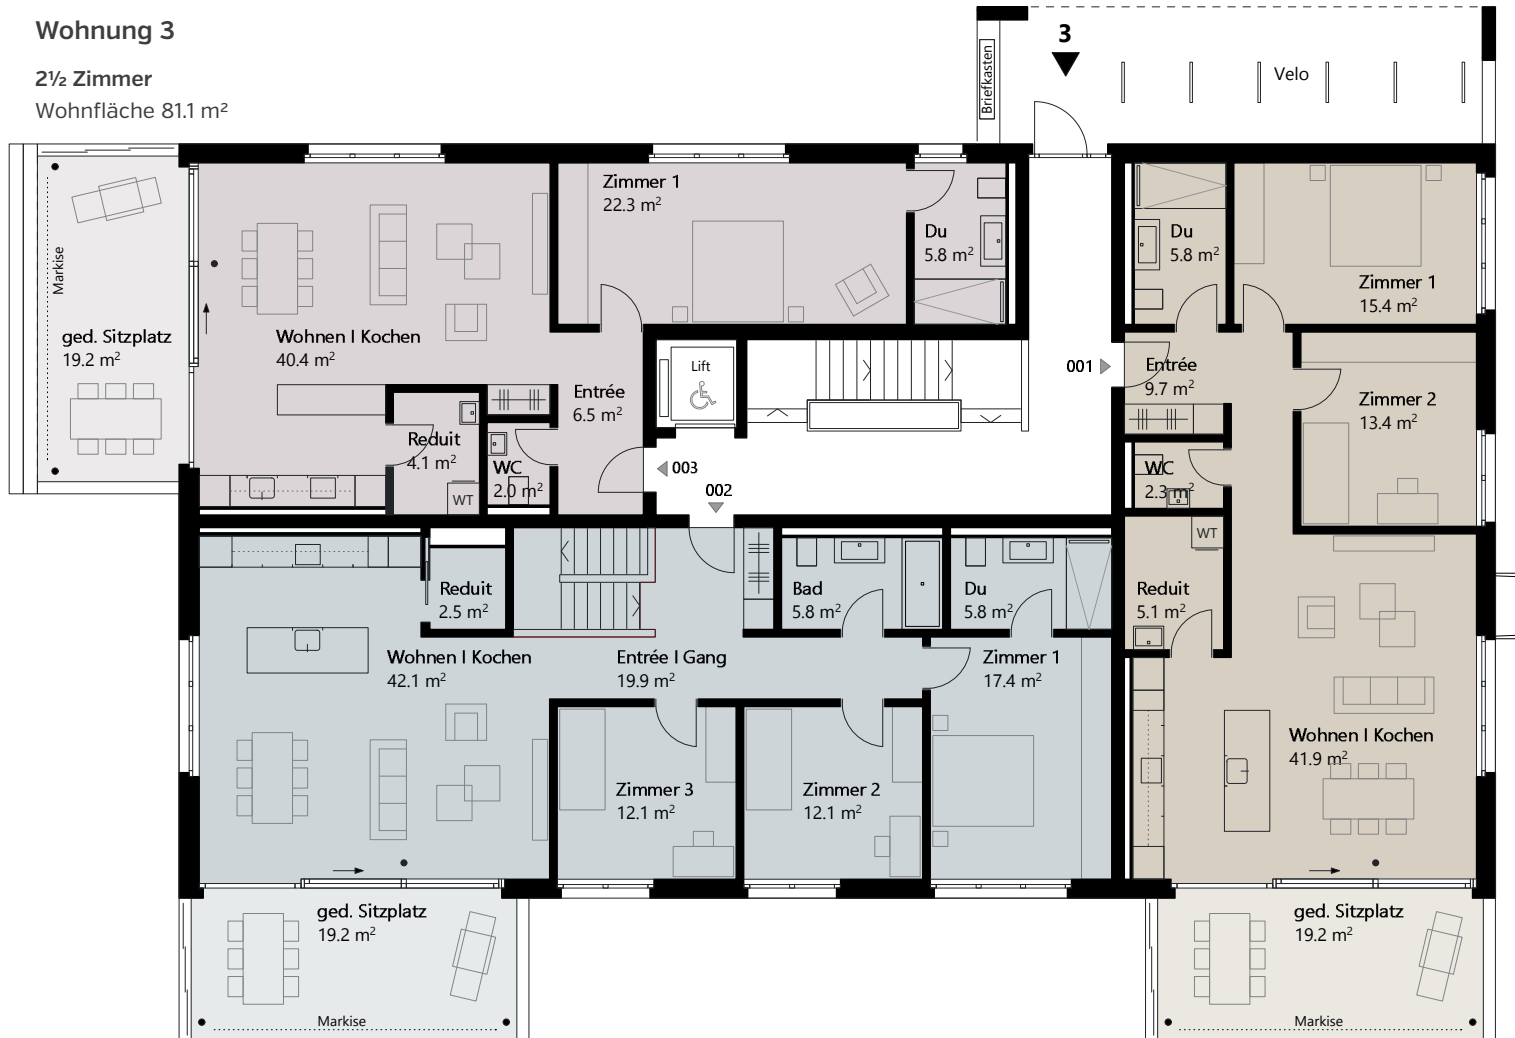 Wohnung 3
2½ Zimmer
Wohnfläche 81.1 m²
Briefkasten
3
Velo
Markise
ged. Sitzplatz
19.2 m²
Wohnen I Kochen
40.4 m²
Zimmer 1
22.3 m²
Du
5.8 m²
Entrée
6.5 m²
Reduit
4.1 m²
WT
WC
2.0 m²
Lift
003
002
001
Du
5.8 m²
Zimmer 1
15.4 m²
Entrée
9.7 m²
Zimmer 2
13.4 m²
WC
2.3 m²
WT
Reduit
5.1 m²
Wohnen I Kochen
41.9 m²
ged. Sitzplatz
19.2 m²
Markise
Reduit
2.5 m²
Wohnen I Kochen
42.1 m²
Entrée I Gang
19.9 m²
Bad
5.8 m²
Du
5.8 m²
Zimmer 1
17.4 m²
Zimmer 3
12.1 m²
Zimmer 2
12.1 m²
ged. Sitzplatz
19.2 m²
Markise